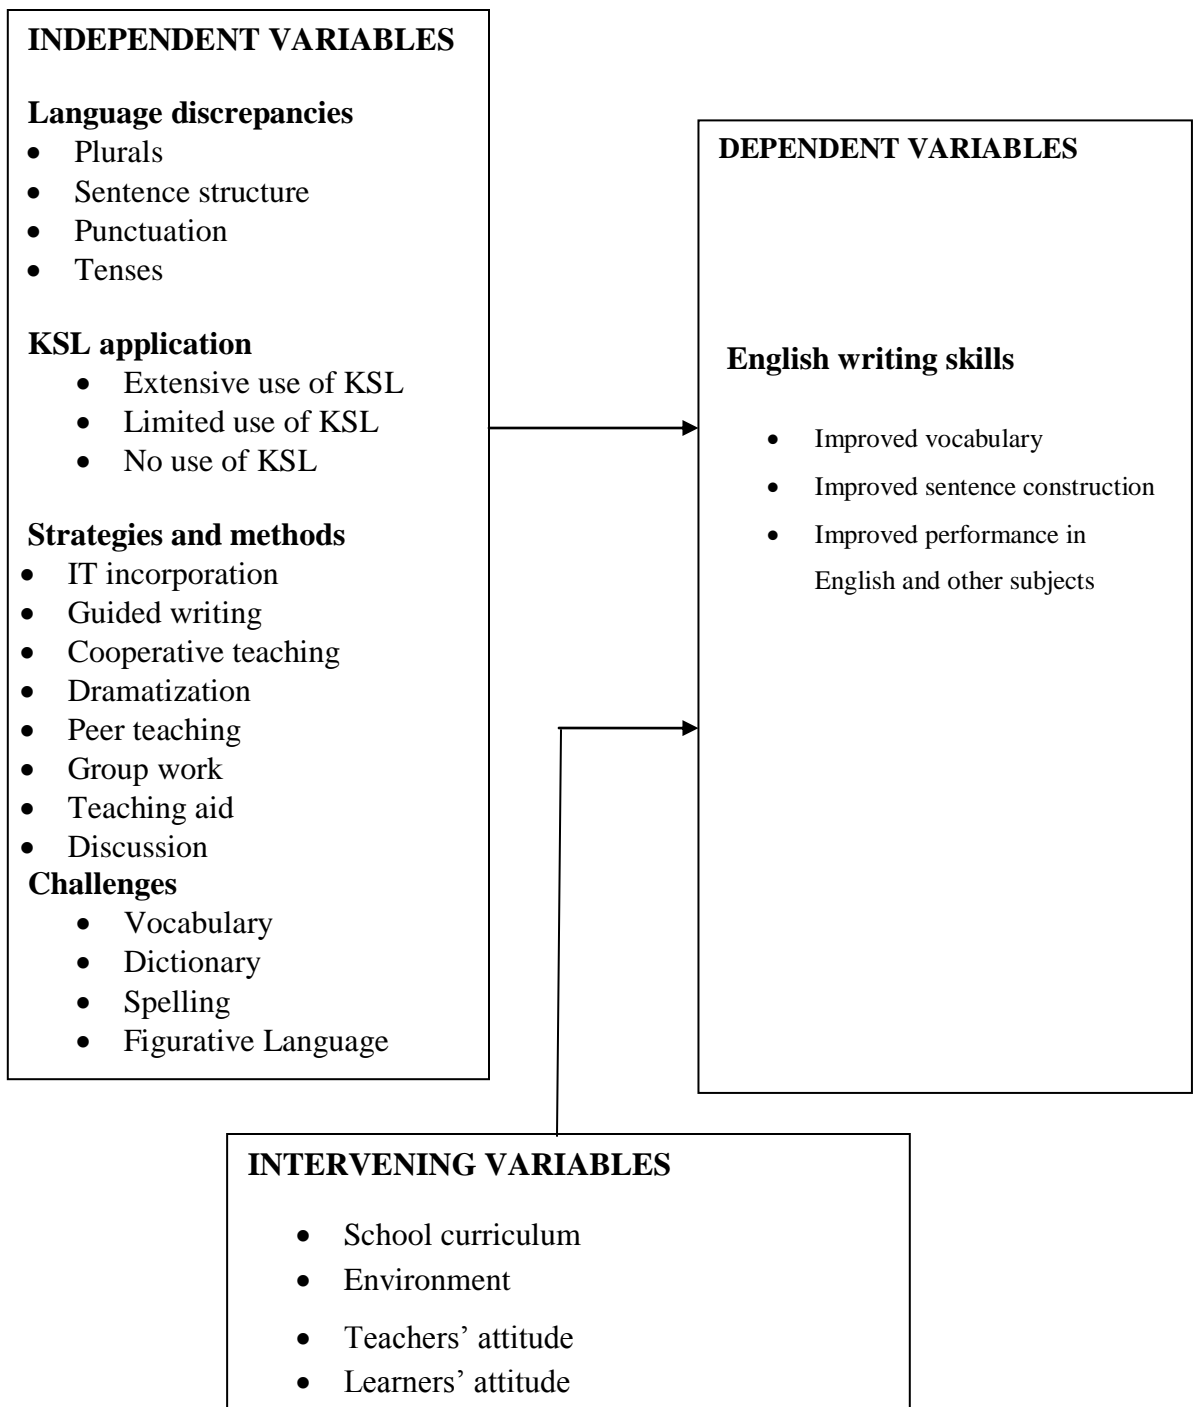 INDEPENDENT VARIABLES
Language discrepancies
• Plurals
• Sentence structure
• Punctuation
• Tenses
KSL application
• Extensive use of KSL
• Limited use of KSL
• No use of KSL
Strategies and methods
• IT incorporation
• Guided writing
• Cooperative teaching
• Dramatization
• Peer teaching
• Group work
• Teaching aid
• Discussion
Challenges
• Vocabulary
• Dictionary
• Spelling
• Figurative Language
DEPENDENT VARIABLES
English writing skills
• Improved vocabulary
• Improved sentence construction
• Improved performance in
English and other subjects
INTERVENING VARIABLES
• School curriculum
• Environment
• Teachers’ attitude
• Learners’ attitude